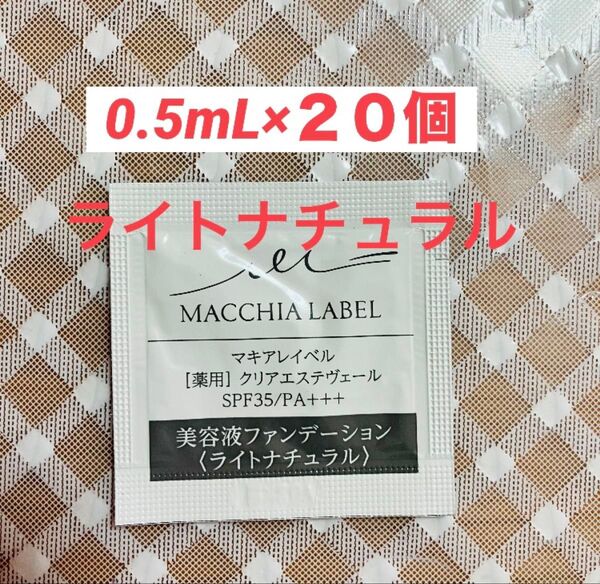 0.5mL×２０個
ライトナチュラル
MACCHIA LABEL
マキアレイベル
［薬用］クリアエステヴェール
SPF35/PA+++
美容液ファンデーション
〈ライトナチュラル〉